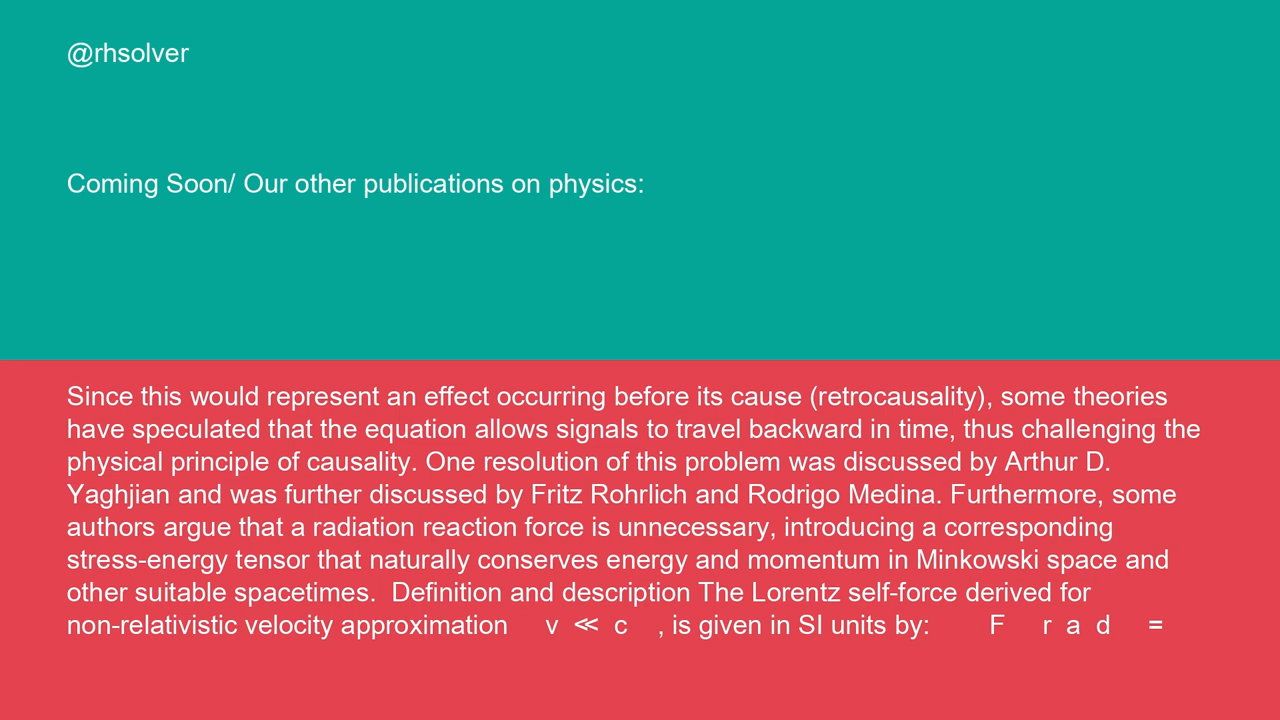 @rhsolver
Coming Soon/ Our other publications on physics:
Since this would represent an effect occurring before its cause (retrocausality), some theories
have speculated that the equation allows signals to travel backward in time, thus challenging the
physical principle of causality. One resolution of this problem was discussed by Arthur D.
Yaghjian and was further discussed by Fritz Rohrlich and Rodrigo Medina. Furthermore, some
authors argue that a radiation reaction force is unnecessary, introducing a corresponding
stress-energy tensor that naturally conserves energy and momentum in Minkowski space and
other suitable spacetimes.  Definition and description The Lorentz self-force derived for
non-relativistic velocity approximation v ≪ c , is given in SI units by: F r a d =